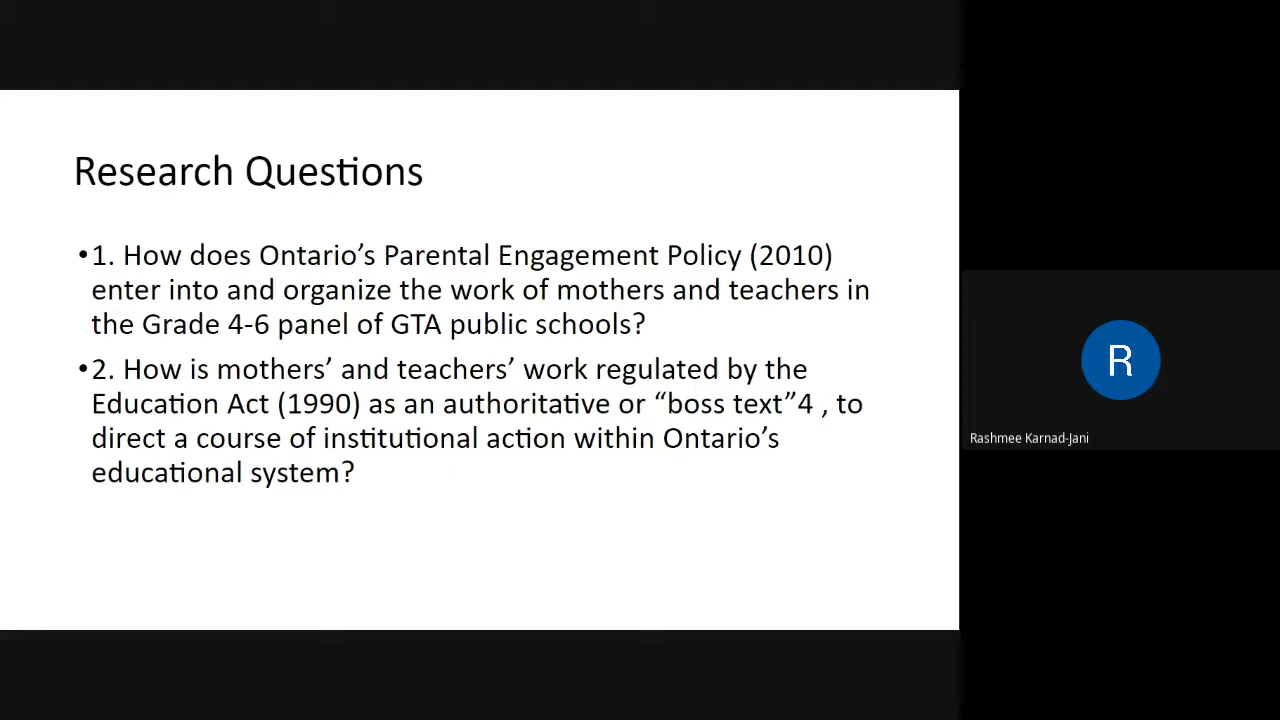 Research Questions
•1. How does Ontario’s Parental Engagement Policy (2010)
enter into and organize the work of mothers and teachers in
the Grade 4-6 panel of GTA public schools?
•2. How is mothers’ and teachers’ work regulated by the
Education Act (1990) as an authoritative or “boss text”4 , to
direct a course of institutional action within Ontario’s
educational system?
R
Rashmee Karnad-Jani